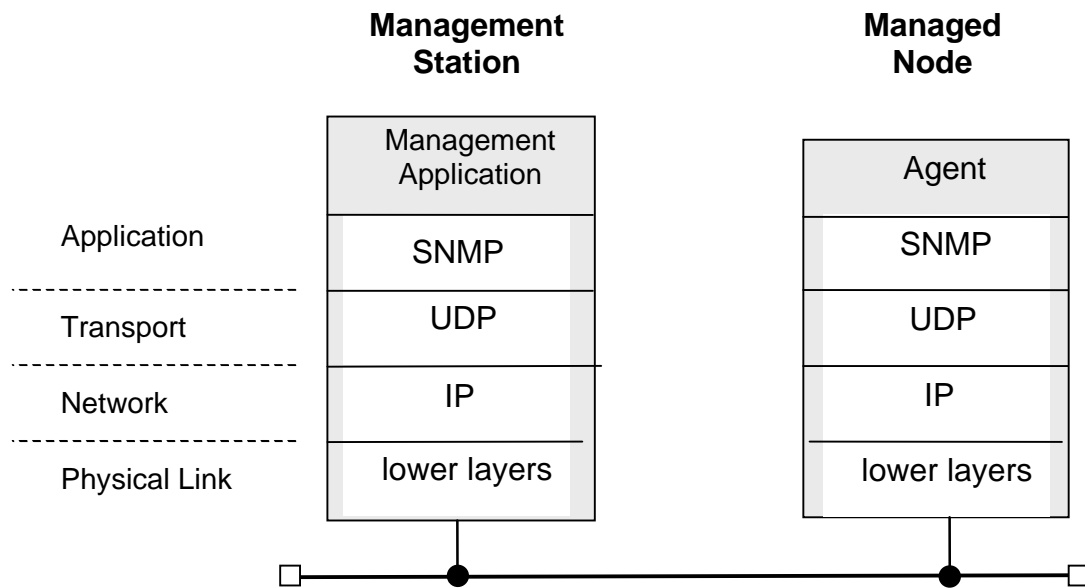 Management
Station
Managed
Node
Management
Application
Agent
Application
SNMP
SNMP
Transport
UDP
UDP
Network
IP
IP
Physical Link
lower layers
lower layers